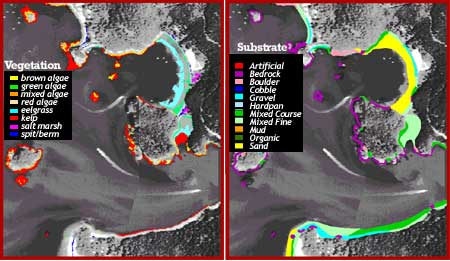 Vegetation
brown algae
green algae
mixed algae
red algae
eelgrass
kelp
salt marsh
spit/berm
Substrate
Artificial
Bedrock
Boulder
Cobble
Gravel
Hardpan
Mixed Course
Mixed Fine
Mud
Organic
Sand